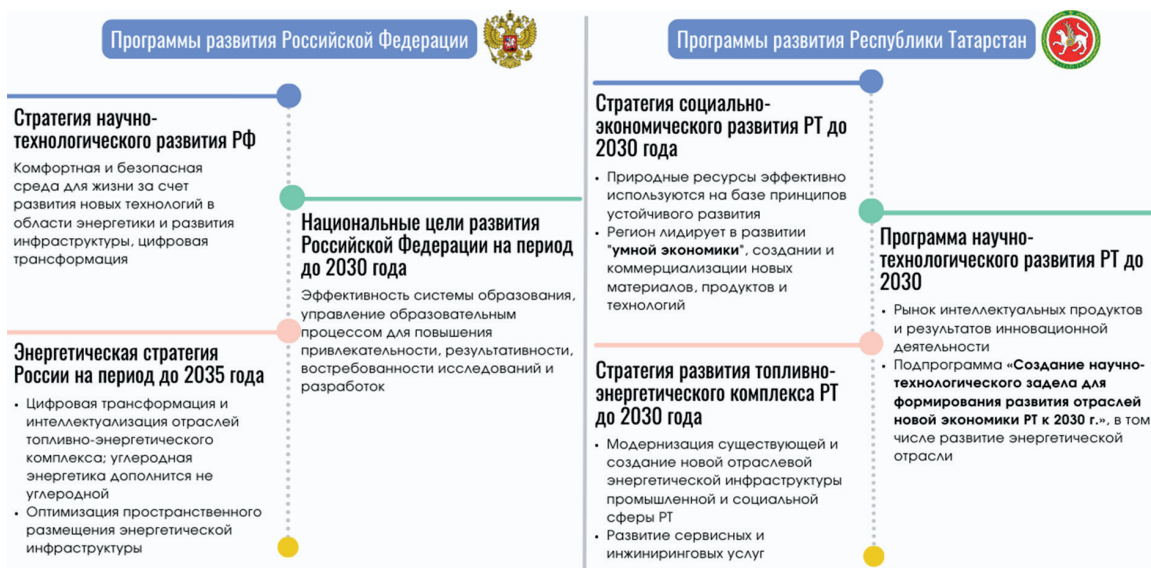 Программы развития Российской Федерации
Стратегия научно-
технологического развития РФ
Комфортная и безопасная
среда для жизни за счет
развития новых технологий в
области энергетики и развития
инфраструктуры, цифровая
трансформация
Национальные цели развития
Российской Федерации на период
до 2030 года
Эффективность системы образования,
управление образовательным
процессом для повышения
привлекательности, результативности,
востребованности исследований и
разработок
Энергетическая стратегия
России на период до 2035 года
• Цифровая трансформация и
интеллектуализация отраслей
топливно-энергетического
комплекса; углеродная
энергетика дополнится не
углеродной
• Оптимизация пространственного
размещения энергетической
инфраструктуры
Программы развития Республики Татарстан
Стратегия социально-
экономического развития РТ до
2030 года
• Природные ресурсы эффективно
используются на базе принципов
устойчивого развития
• Регион лидирует в развитии
"умной экономики", создании и
коммерциализации новых
материалов, продуктов и
технологий
Программа научно-
технологического развития РТ до
2030
• Рынок интеллектуальных продуктов
и результатов инновационной
деятельности
• Подпрограмма «Создание научно-
технологического задела для
формирования развития отраслей
новой экономики РТ к 2030 г.», в том
числе развитие энергетической
отрасли
Стратегия развития топливно-
энергетического комплекса РТ
до 2030 года
• Модернизация существующей и
создание новой отраслевой
энергетической инфраструктуры
промышленной и социальной
сферы РТ
• Развитие сервисных и
инжиниринговых услуг